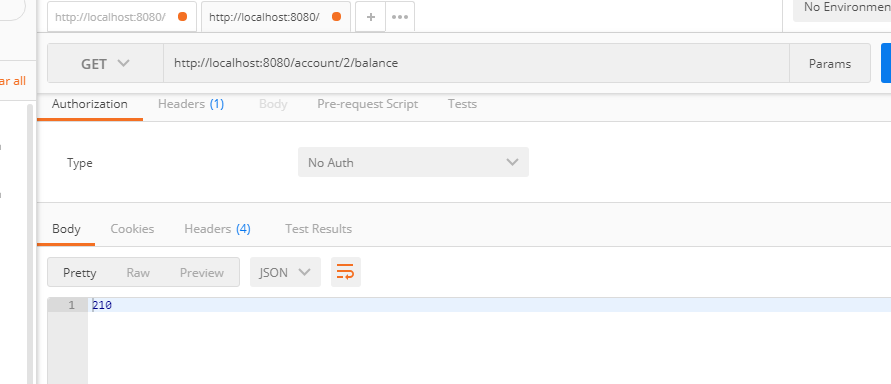 http://localhost:8080/ http://localhost:8080/ + ••• No Environmen
GET http://localhost:8080/account/2/balance Params
ar all
Authorization Headers (1) Body Pre-request Script Tests
Type No Auth
Body Cookies Headers (4) Test Results
Pretty Raw Preview JSON
1 210